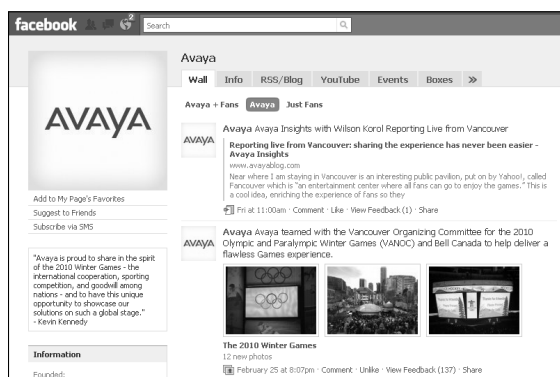 facebook
2
Search
AVAYA
Add to My Page's Favorites
Suggest to Friends
Subscribe via SMS
"Avaya is proud to share in the spirit
of the 2010 Winter Games - the
international cooperation, sporting
competition, and goodwill among
nations - and to have this unique
opportunity to showcase our
solutions on such a global stage."
- Kevin Kennedy
Information
Founded:
Avaya
Wall Info RSS/Blog YouTube Events Boxes »
Avaya + Fans Avaya Just Fans
AVAYA
Avaya Avaya Insights with Wilson Korol Reporting Live from Vancouver
Reporting live from Vancouver: sharing the experience has never been easier -
Avaya Insights
www.avayablog.com
Near where I am staying in Vancouver is an interesting public pavilion, put on by Yahoo!, called
Fancouver which is "an entertainment center where all fans can go to enjoy the games." This is
a cool idea, enriching the experience of fans so they
Fri at 11:00am · Comment · Like · View Feedback (1) · Share
AVAYA
Avaya Avaya teamed with the Vancouver Organizing Committee for the 2010
Olympic and Paralympic Winter Games (VANOC) and Bell Canada to help deliver a
flawless Games experience.
The 2010 Winter Games
12 new photos
February 25 at 8:07pm · Comment · Unlike · View Feedback (137) · Share